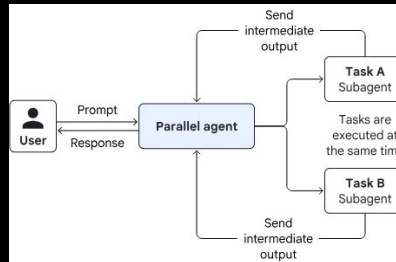 Send
intermediate
output
Task A
Subagent
Prompt
Parallel agent
Response
User
Tasks are
executed at
the same tim
Task B
Subagent
Send
intermediate
output